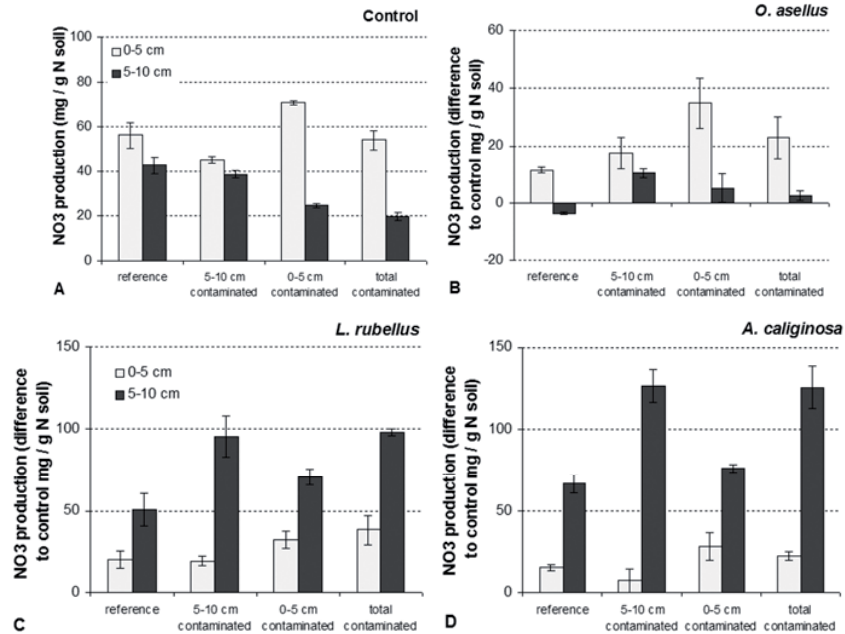 Control
NO3 production (mg / g N soil)
100
80
60
40
20
0
0-5 cm
5-10 cm
reference
5-10 cm
contaminated
0-5 cm
contaminated
total
contaminated
A
O. asellus
NO3 production (difference
to control mg / g N soil)
60
40
20
0
-20
reference
5-10 cm
contaminated
0-5 cm
contaminated
total
contaminated
B
L. rubellus
NO3 production (difference
to control mg / g N soil)
150
100
50
0
0-5 cm
5-10 cm
reference
5-10 cm
contaminated
0-5 cm
contaminated
total
contaminated
C
A. caliginosa
NO3 production (difference
to control mg / g N soil)
150
100
50
0
reference
5-10 cm
contaminated
0-5 cm
contaminated
total
contaminated
D